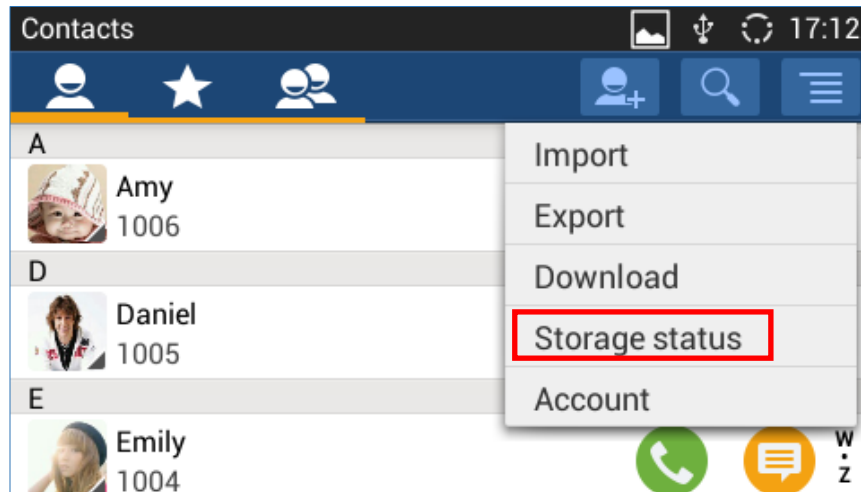 Contacts 17:12
A
Amy
1006
D
Daniel
1005
E
Emily
1004
Import
Export
Download
Storage status
Account
W
Z